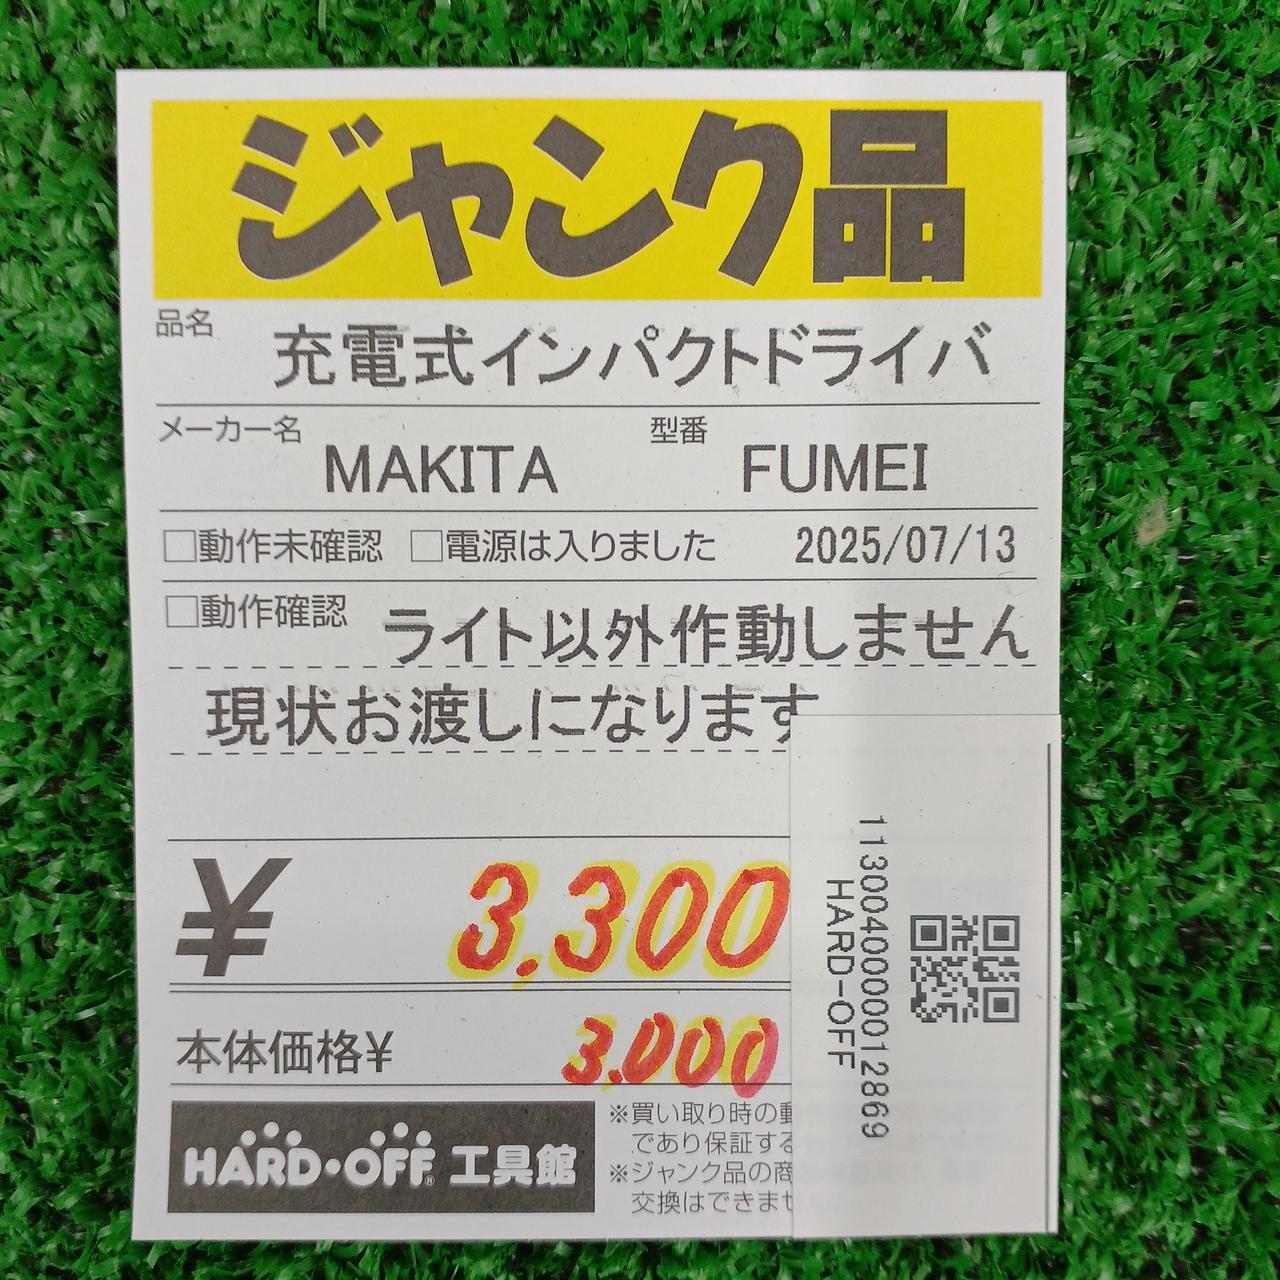 ジャンク品
品名 充電式インパクトドライバ
メーカー名 MAKITA 型番 FUMEI
□動作未確認 □電源は入りました 2025/07/13
□動作確認 ライト以外作動しません
現状お渡しになります
¥ 3,300
本体価格¥ 3,000
HARD・OFF® 工具館
※買い取り時の動
であり保証する
※ジャンク品の商
交換はできませ
1130040000012869
HARD-OFF